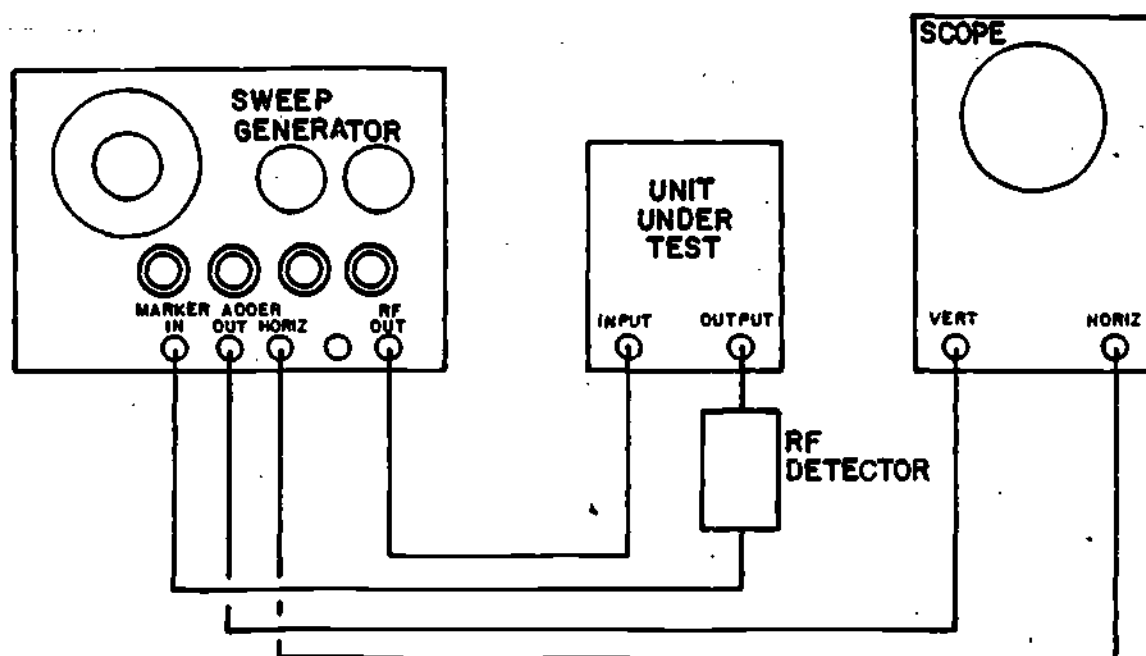 SCOPE
SWEEP
GENERATOR
UNIT
UNDER
TEST
MARKER ADDER RF
IN OUT HORIZ OUT
INPUT OUTPUT
VERT HORIZ
RF
DETECTOR